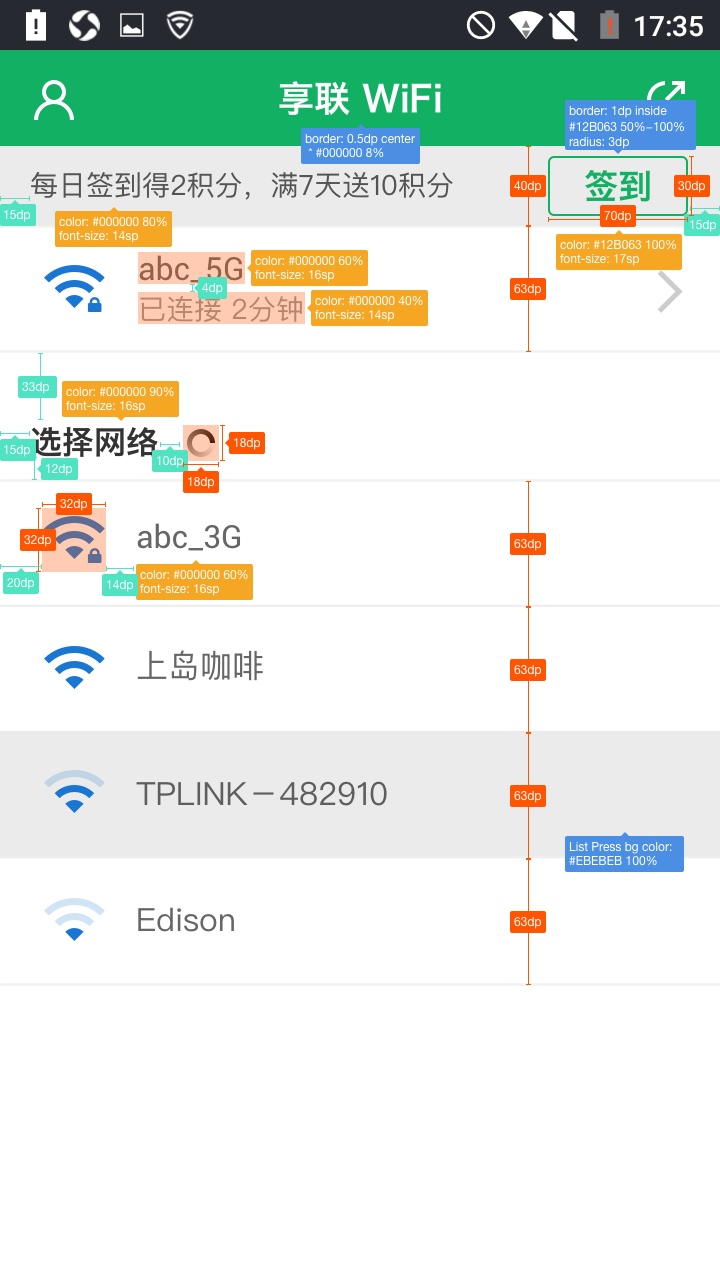 17:35
享联 WiFi
border: 1dp inside
#12B063 50%-100%
radius: 3dp
border: 0.5dp center
* #000000 8%
每日签到得2积分，满7天送10积分
签到
40dp
30dp
15dp
70dp
15dp
color: #000000 80%
font-size: 14sp
color: #12B063 100%
font-size: 17sp
abc_5G
color: #000000 60%
font-size: 16sp
4dp
63dp
已连接 2分钟
color: #000000 40%
font-size: 14sp
33dp
color: #000000 90%
font-size: 16sp
选择网络
15dp
10dp
18dp
12dp
18dp
32dp
32dp
abc_3G
63dp
20dp
14dp
color: #000000 60%
font-size: 16sp
上岛咖啡
63dp
TPLINK－482910
63dp
List Press bg color:
#EBEBEB 100%
Edison
63dp